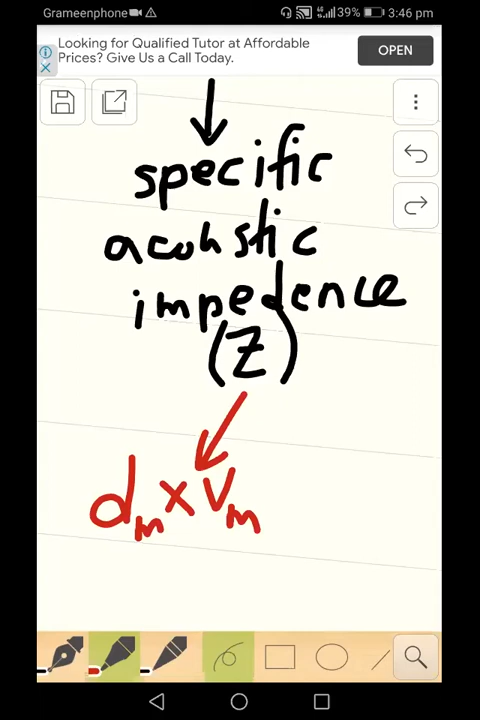 Grameenphone 39% 3:46 pm
Looking for Qualified Tutor at Affordable
Prices? Give Us a Call Today.
OPEN
specific
acoustic
impedence
(Z)
dm x vm